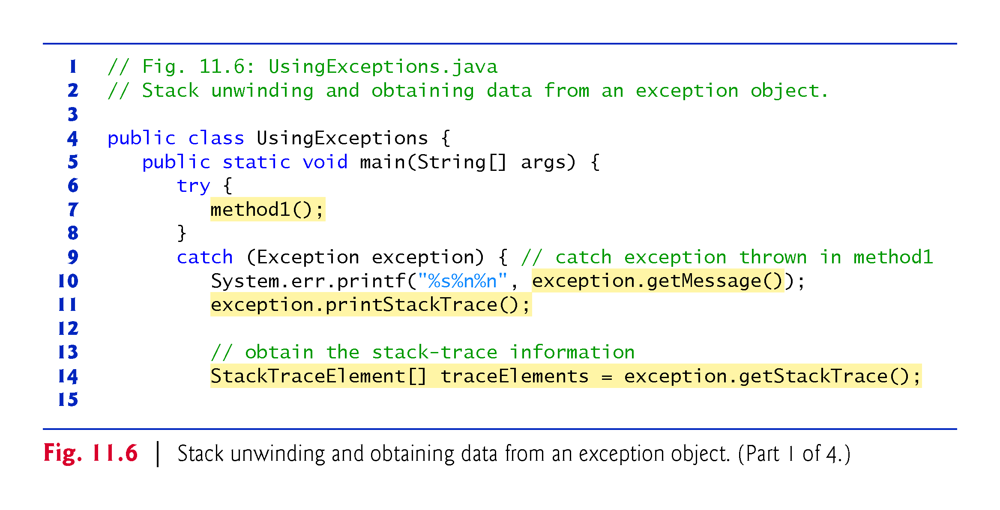 1 // Fig. 11.6: UsingExceptions.java
2 // Stack unwinding and obtaining data from an exception object.
3
4 public class UsingExceptions {
5    public static void main(String[] args) {
6       try {
7          method1();
8       }
9       catch (Exception exception) { // catch exception thrown in method1
10          System.err.printf("%s%n%n", exception.getMessage());
11          exception.printStackTrace();
12
13          // obtain the stack-trace information
14          StackTraceElement[] traceElements = exception.getStackTrace();
15
Fig. 11.6 | Stack unwinding and obtaining data from an exception object. (Part 1 of 4.)